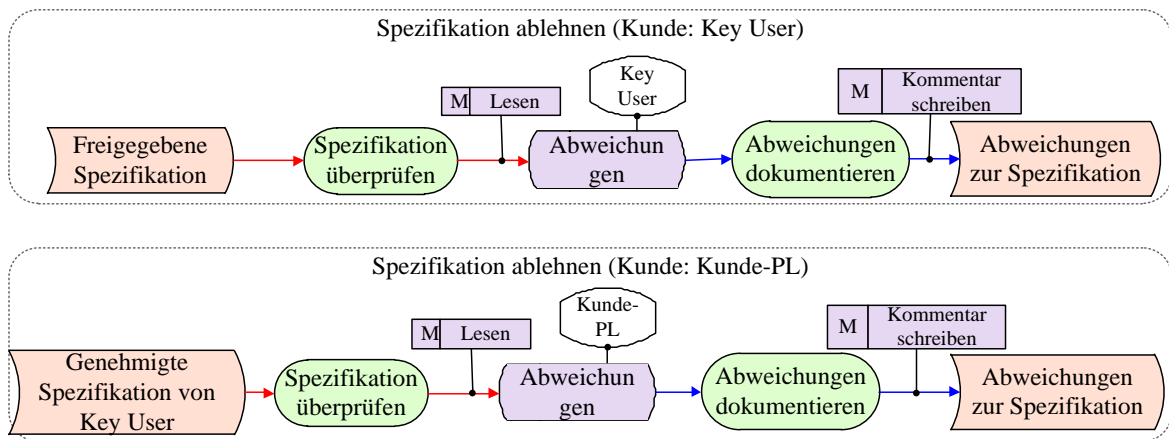 Spezifikation ablehnen (Kunde: Key User)
Key
User
M Lesen
M Kommentar
schreiben
Freigegebene
Spezifikation
Spezifikation
überprüfen
Abweichun
gen
Abweichungen
dokumentieren
Abweichungen
zur Spezifikation
Spezifikation ablehnen (Kunde: Kunde-PL)
Kunde-
PL
M Lesen
M Kommentar
schreiben
Genehmigte
Spezifikation von
Key User
Spezifikation
überprüfen
Abweichun
gen
Abweichungen
dokumentieren
Abweichungen
zur Spezifikation